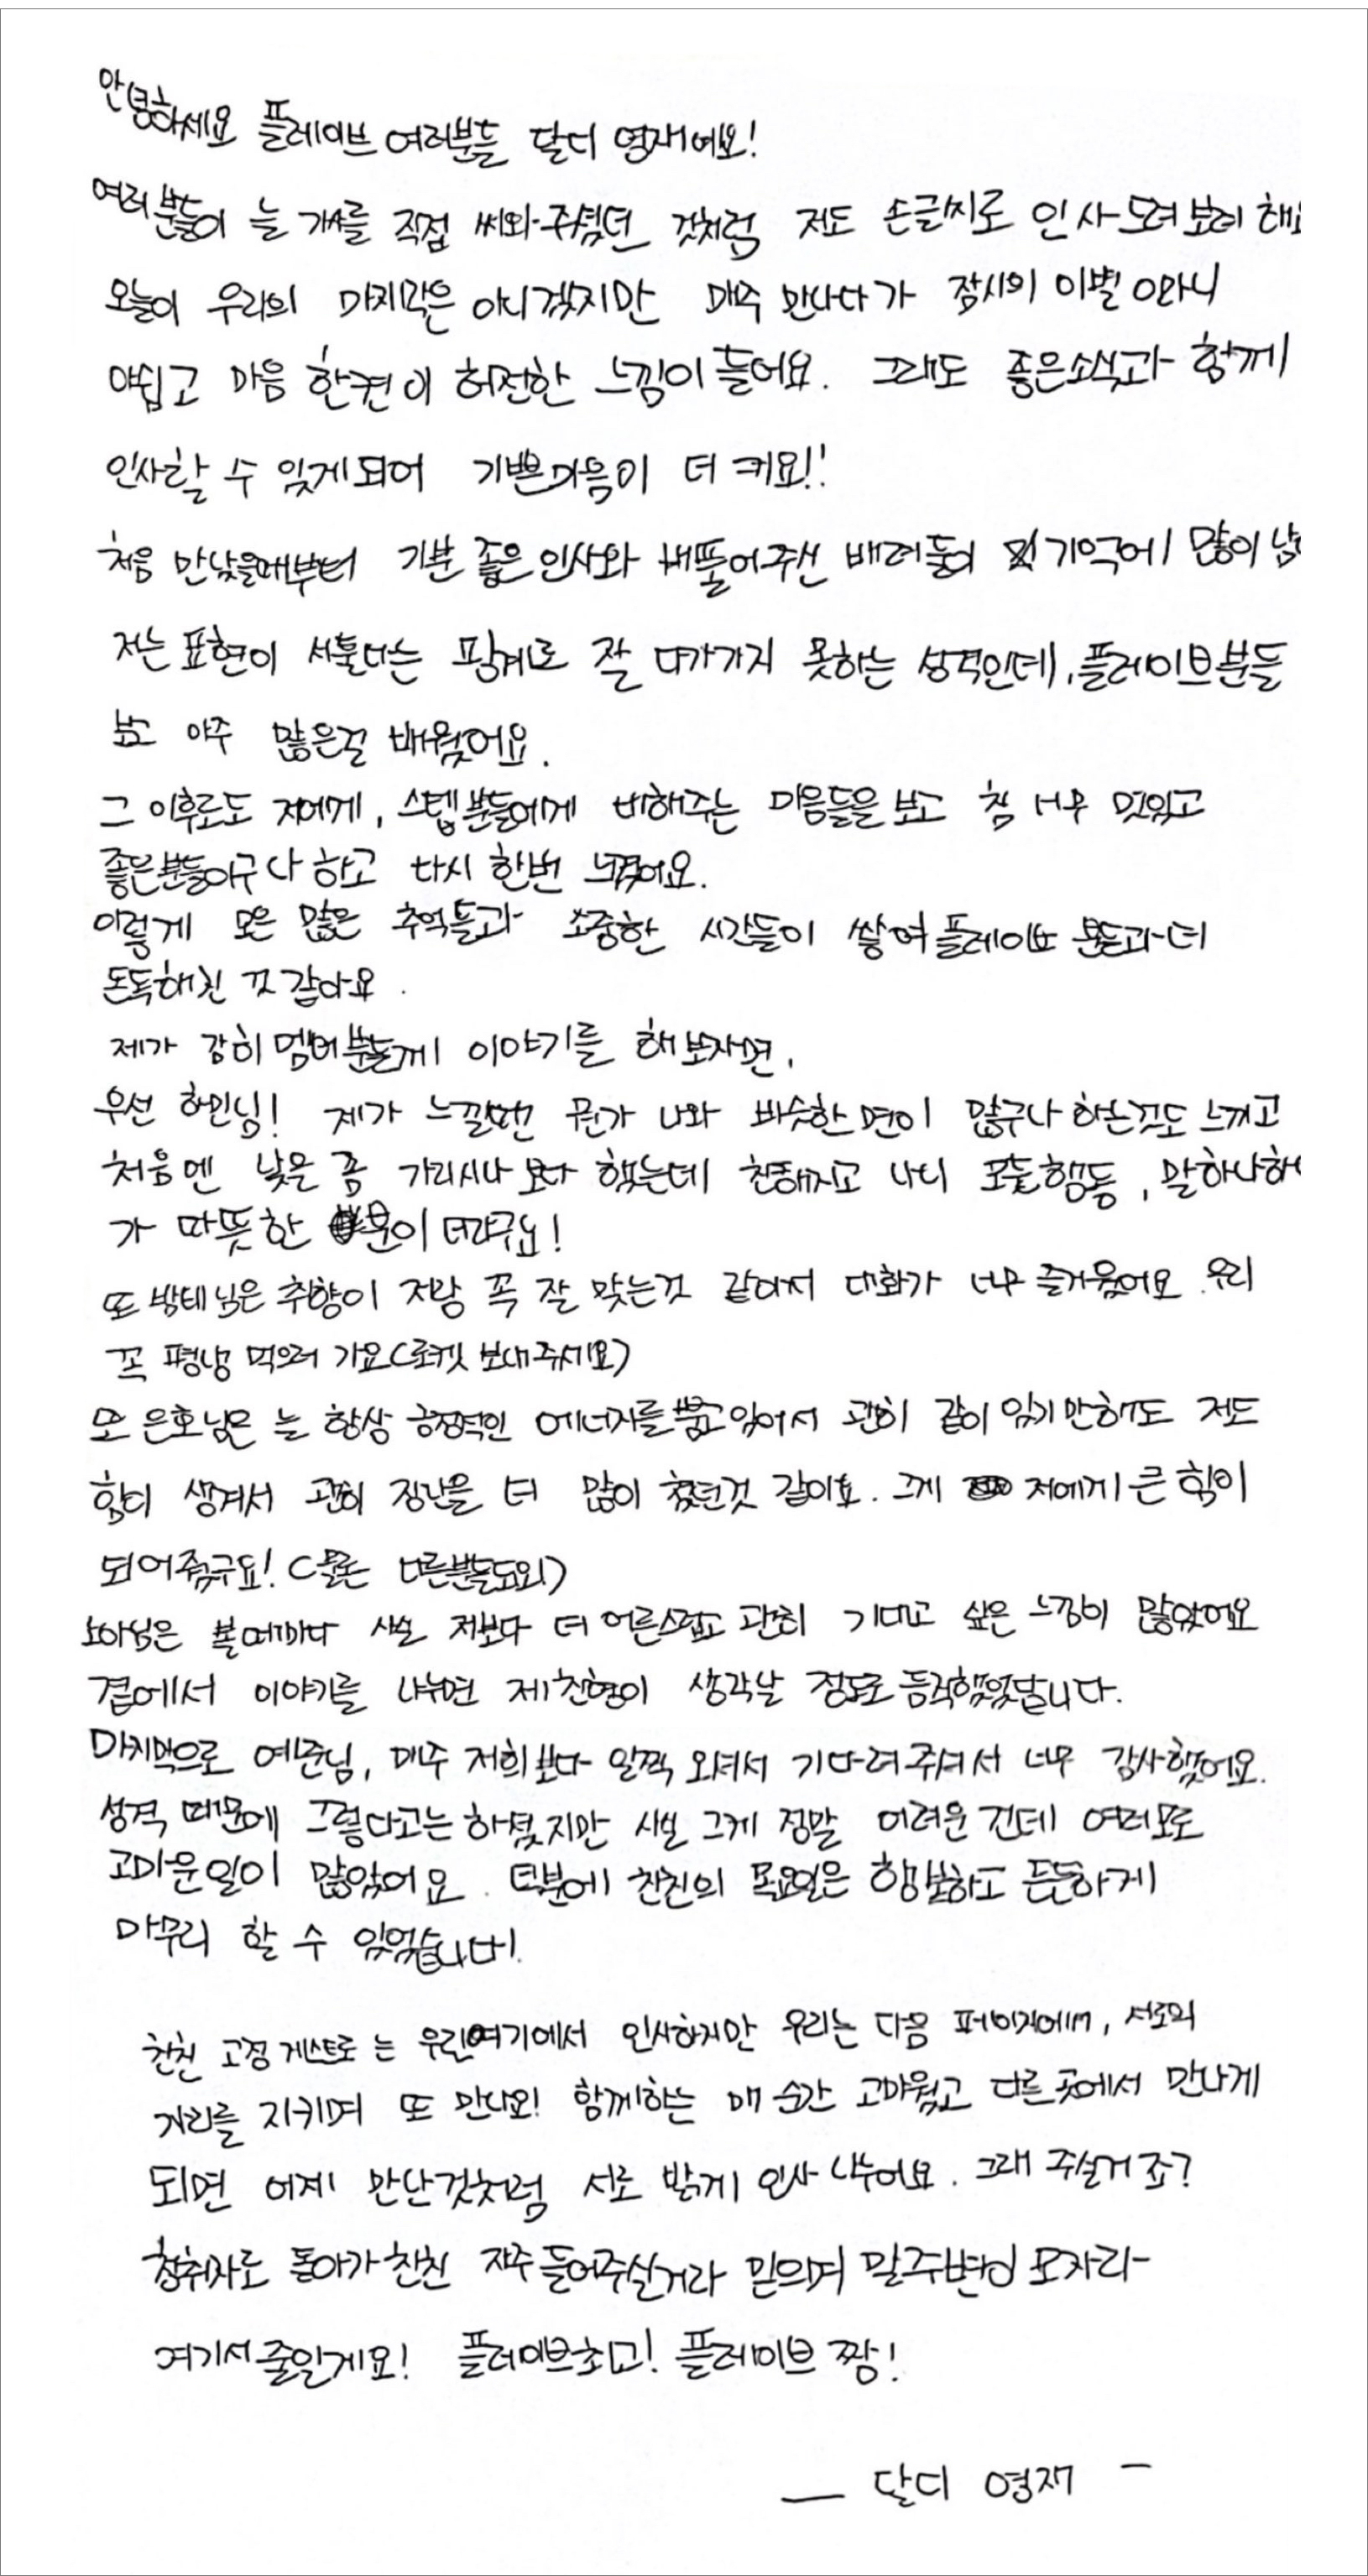 안녕하세요 플레이브 여러분들 달디 영재에요!
여러분들이 늘 가사를 직접 써와주셨던 것처럼 저도 손글씨로 인사드려보려 해요
오늘이 우리의 마지막은 아니겠지만 매주 만나다가 잠시의 이별이라니
아쉽고 마음 한켠이 허전한 느낌이 들어요. 그래도 좋은소식과 함께
인사할 수 있게되어 기쁜마음이 더 커요!!
처음 만났을때부터 기분 좋은 인사와 베풀어주신 배려들이 기억에 많이 남
저는 표현이 서툴다는 핑계로 잘 다가가지 못하는 성격인데, 플레이브분들
보고 아주 많은걸 배웠어요.
그 이후로도 저에게, 스텝분들에게 대해주는 마음들을 보고 참 너무 멋있고
좋은분들이구나 하고 다시 한번 느꼈어요.
이렇게 모은 많은 추억들과 소중한 시간들이 쌓여 플레이브 분들과 더
돈독해진 것 같아요.
제가 감히 멤버분들께 이야기를 해보자면,
우선 하민님! 제가 느낄땐 뭔가 나와 비슷한 면이 많구나 하는것도 느끼고
처음엔 낯을 좀 가리시나 보다 했는데 친해지고 나니 모든행동, 말하나하
가 따뜻한 분이더라구요!
또 밤비님은 취향이 저랑 꼭 잘 맞는것 같아서 대화가 너무 즐거웠어요. 우리
꼭 평냉 먹으러 가요(로켓 보내주세요)
또 은호님은 늘 항상 긍정적인 에너지를 뿜고있어서 괜히 같이 있기만해도 저도
힘이 생겨서 괜히 장난을 더 많이 쳤던것 같아요. 그게 저에게 큰 힘이
되어줬구요! (물론 다른분들도요!)
노아님은 볼때마다 사실 저보다 더 어른스럽고 괜히 기대고 싶은 느낌이 많았어요
곁에서 이야기를 나누면 제 친형이 생각날 정도로 듬직했었답니다.
마지막으로 예준님, 매주 저희보다 일찍 오셔서 기다려주셔서 너무 감사했어요.
성격 때문에 그렇다고는 하셨지만 사실 그게 정말 어려운 건데 여러모로
고마운일이 많았어요. 덕분에 친친의 목요일은 행복하고 든든하게
마무리 할 수 있었습니다!
친친 고정 게스트로는 우린여기에서 인사하지만 우리는 다음 페이지에서, 서로의
자리를 지키며 또 만나요! 함께하는 매 순간 고마웠고 다른 곳에서 만나게
되면 어제 만난것처럼 서로 밝게 인사 나누어요. 그래 주실거죠?
청취자로 돌아가 친친 자주 들어주실거라 믿으며 말주변이 모자라
여기서 줄일게요! 플레이브최고! 플레이브 짱!
— 달디 영재 —